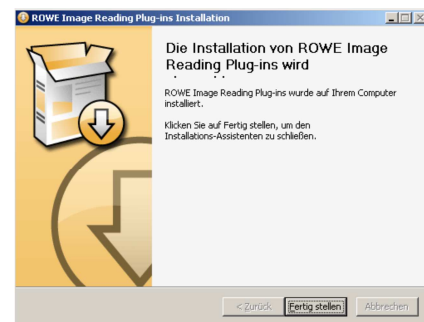 ROWE Image Reading Plug-ins Installation
Die Installation von ROWE Image
Reading Plug-ins wird
ROWE Image Reading Plug-ins wurde auf Ihrem Computer
installiert.
Klicken Sie auf Fertig stellen, um den
Installations-Assistenten zu schließen.
< Zurück
Fertig stellen
Abbrechen